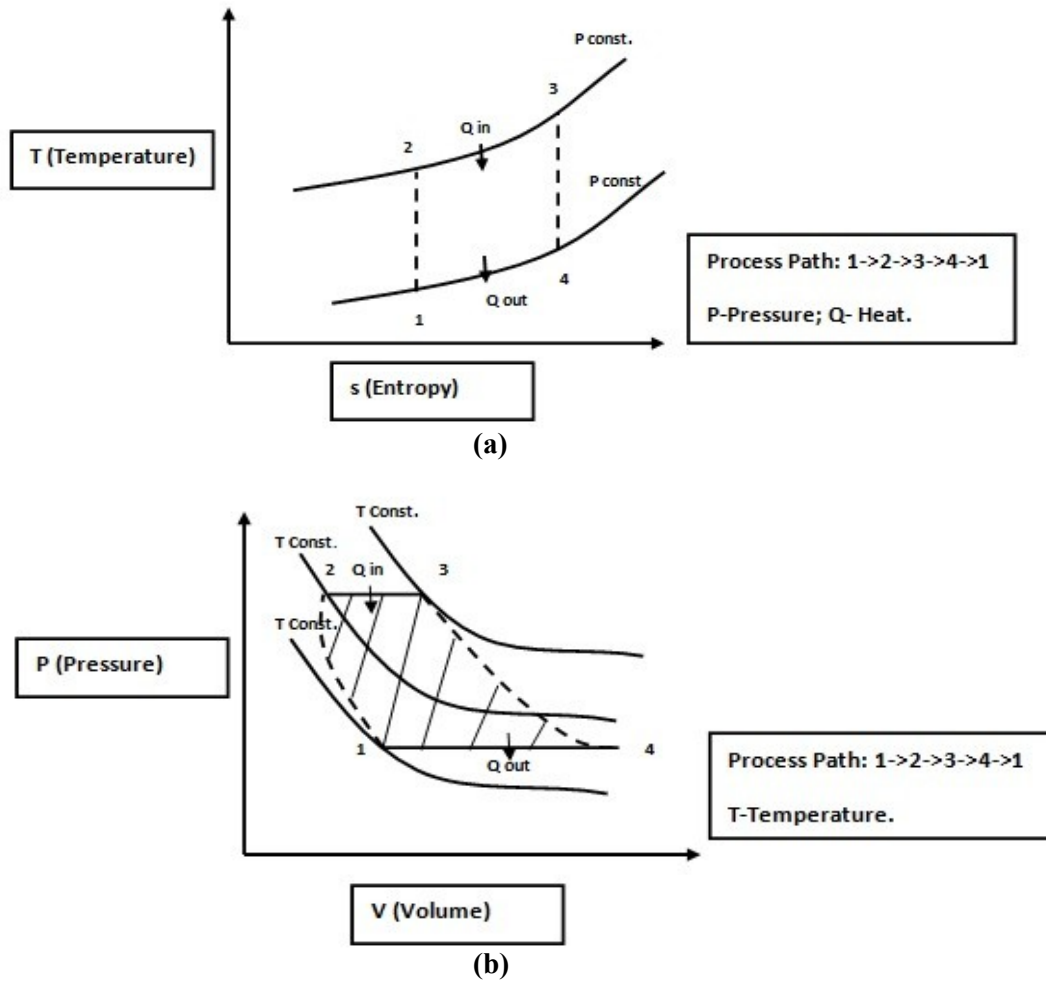 P const.
3
Q in
T (Temperature)
2
P const
Process Path: 1->2->3->4->1
P-Pressure; Q- Heat.
4
Q out
1
s (Entropy)
(a)
T Const.
T Const.
2
Q in
3
T Const.
P (Pressure)
1
4
Q out
Process Path: 1->2->3->4->1
T-Temperature.
V (Volume)
(b)